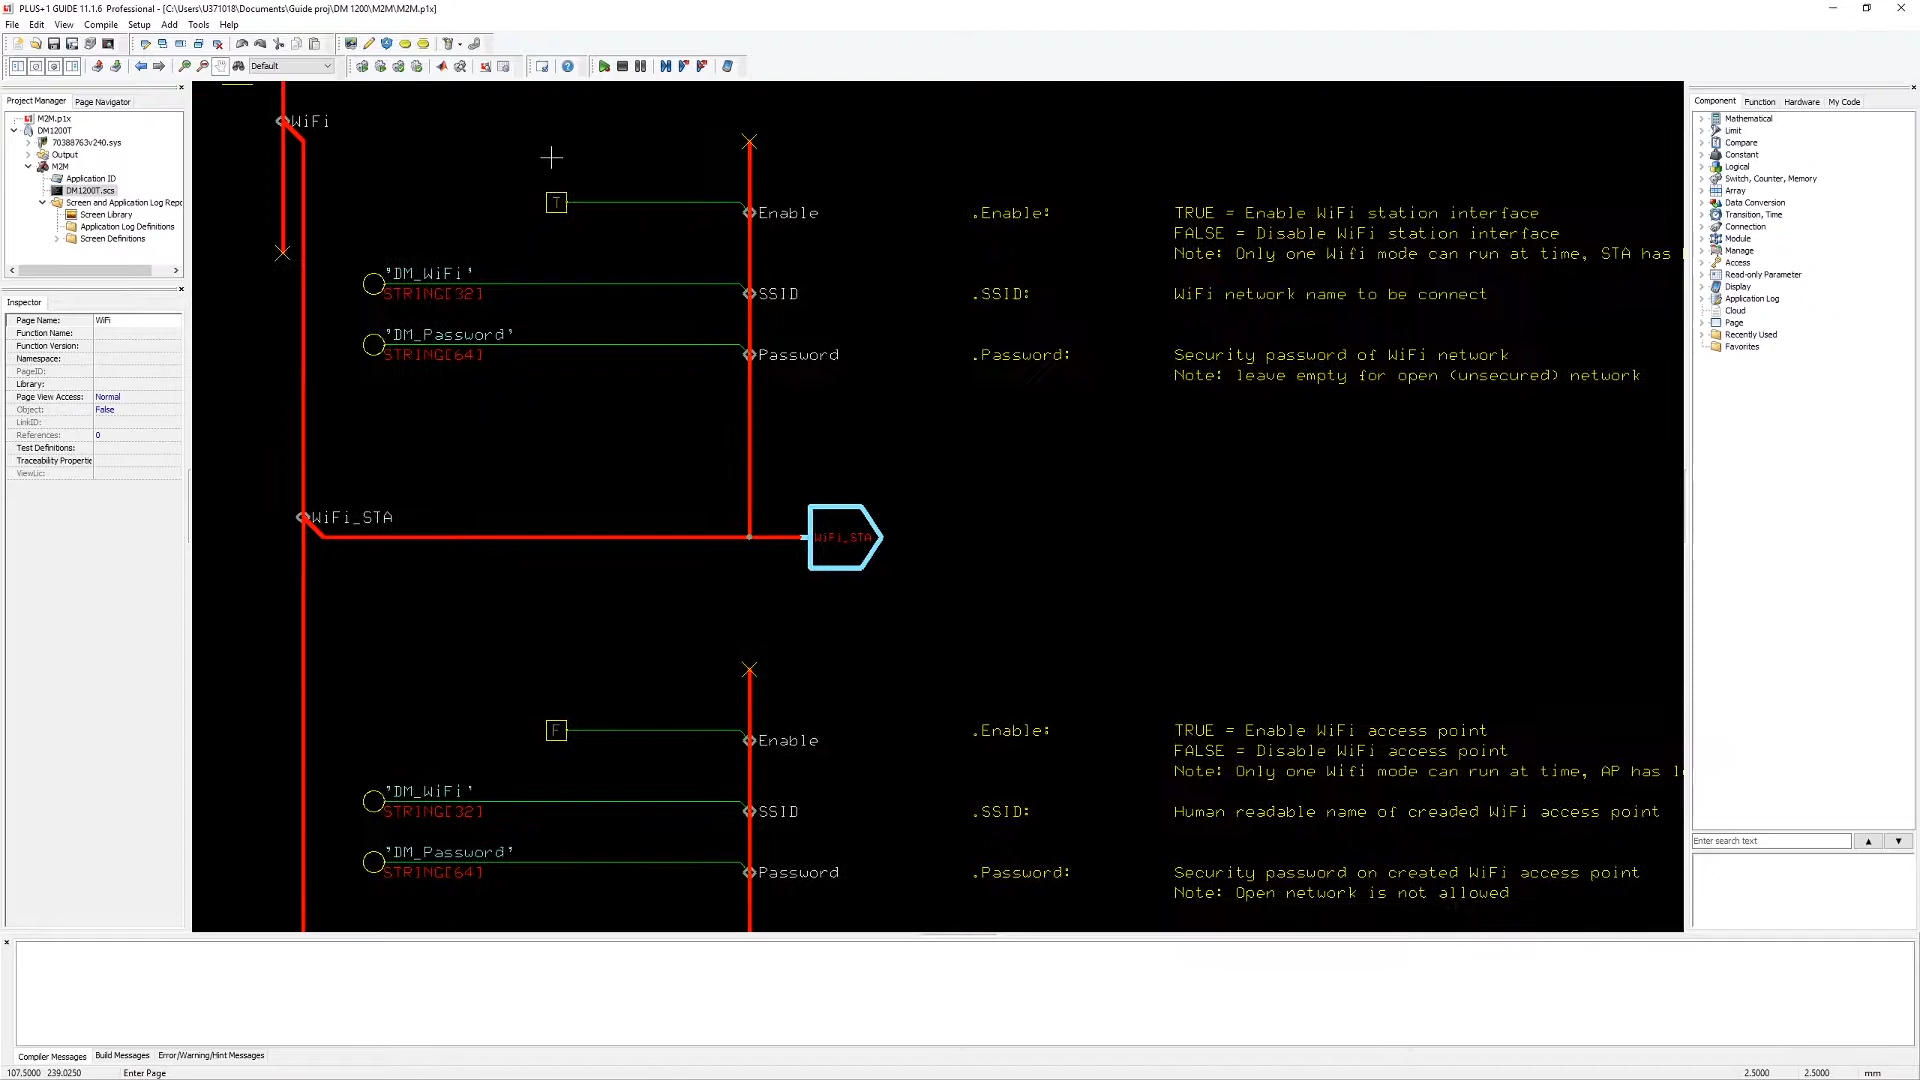 PLUS+1 GUIDE 11.1.6 Professional - [C:\Users\U371018\Documents\Guide proj\DM 1200\M2M\M2M.p1x]
File Edit View Compile Setup Add Tools Help
Default
Project Manager Page Navigator
M2M.p1x
DM1200T
70388763v240.sys
Output
M2M
Application ID
DM1200T.scs
Screen and Application Log Repo
Screen Library
Application Log Definitions
Screen Definitions
Inspector
Page Name: WiFi
Function Name:
Function Version:
Namespace:
PageID:
Library:
Page View Access: Normal
Object: False
LinkID:
References: 0
Test Definitions:
Traceability Propertie
ViewLic:
WiFi
T
Enable .Enable: TRUE = Enable WiFi station interface
FALSE = Disable WiFi station interface
Note: Only one Wifi mode can run at time, STA has
'DM_WiFi'
STRING[32] SSID .SSID: WiFi network name to be connect
'DM_Password'
STRING[64] Password .Password: Security password of WiFi network
Note: leave empty for open (unsecured) network
WiFi_STA
WiFi_STA
F
Enable .Enable: TRUE = Enable WiFi access point
FALSE = Disable WiFi access point
Note: Only one Wifi mode can run at time, AP has l
'DM_WiFi'
STRING[32] SSID .SSID: Human readable name of creaded WiFi access point
'DM_Password'
STRING[64] Password .Password: Security password on created WiFi access point
Note: Open network is not allowed
Component Function Hardware My Code
Mathematical
Limit
Compare
Constant
Logical
Switch, Counter, Memory
Array
Data Conversion
Transition, Time
Connection
Module
Manage
Access
Read-only Parameter
Display
Application Log
Cloud
Page
Recently Used
Favorites
Enter search text
Compiler Messages Build Messages Error/Warning/Hint Messages
107.5000 239.0250 Enter Page 2.5000 2.5000 mm